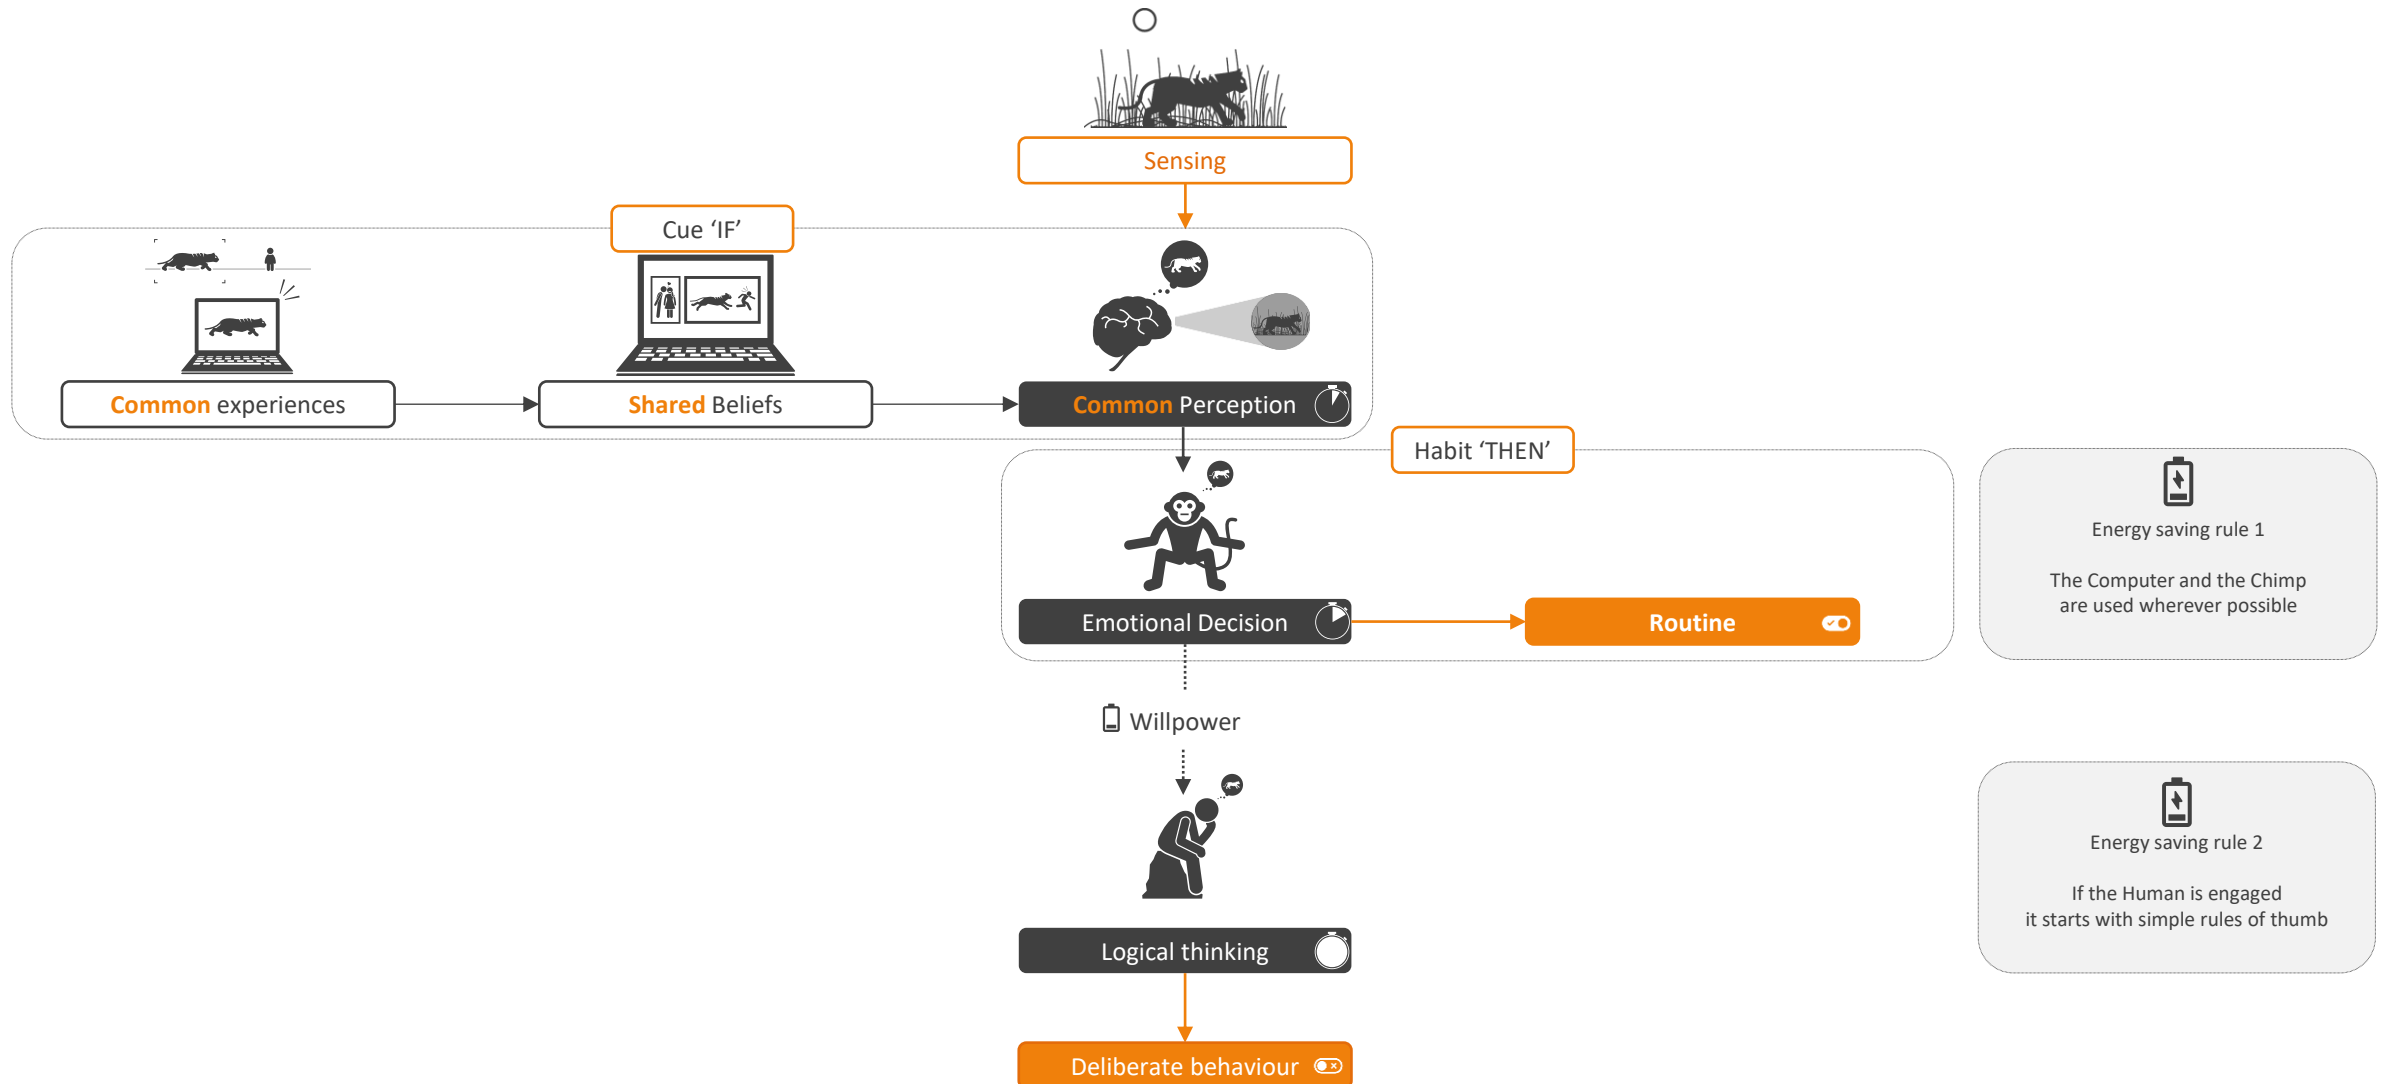 Sensing
Cue ‘IF’
Common experiences
Shared Beliefs
Common Perception
Habit ‘THEN’
Emotional Decision
Routine
Energy saving rule 1
The Computer and the Chimp
are used wherever possible
Willpower
Energy saving rule 2
If the Human is engaged
it starts with simple rules of thumb
Logical thinking
Deliberate behaviour